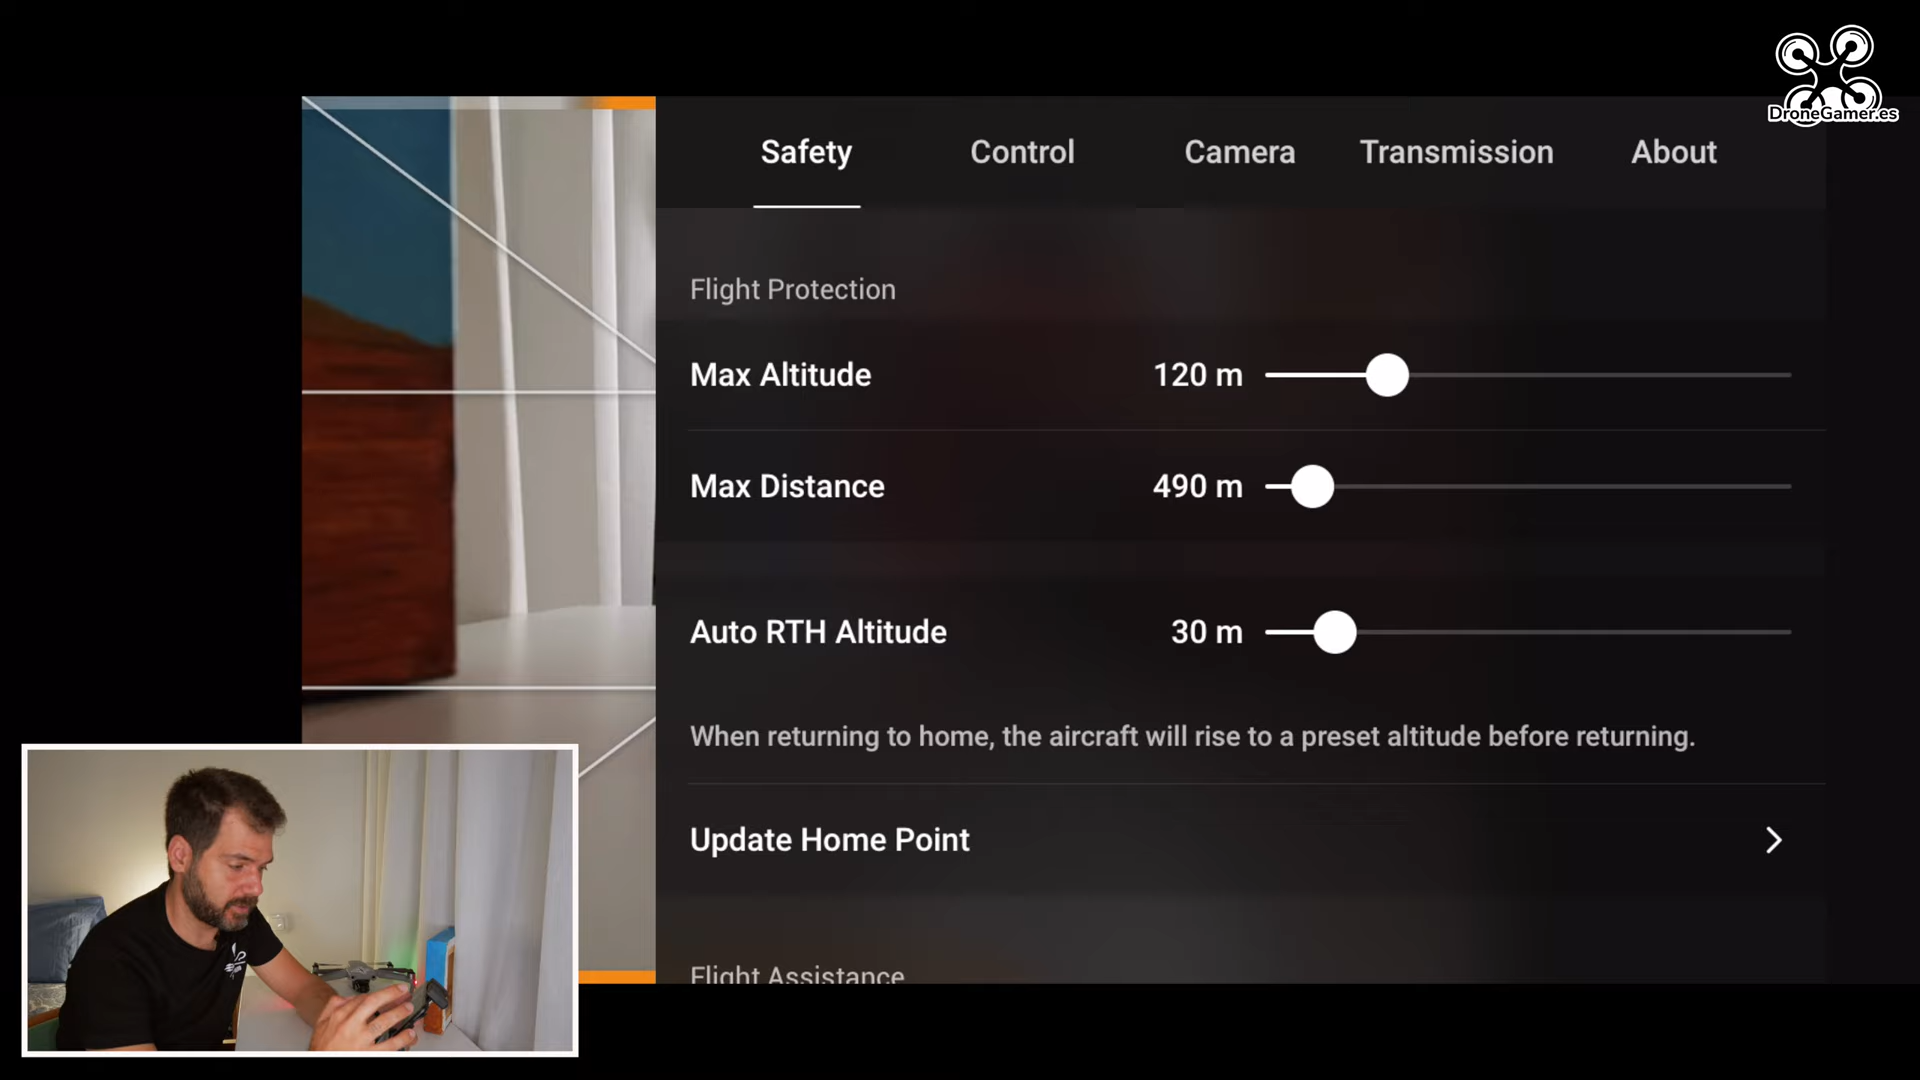 DroneGamer.es
Safety Control Camera Transmission About
Flight Protection
Max Altitude 120 m
Max Distance 490 m
Auto RTH Altitude 30 m
When returning to home, the aircraft will rise to a preset altitude before returning.
Update Home Point
Flight Assistance